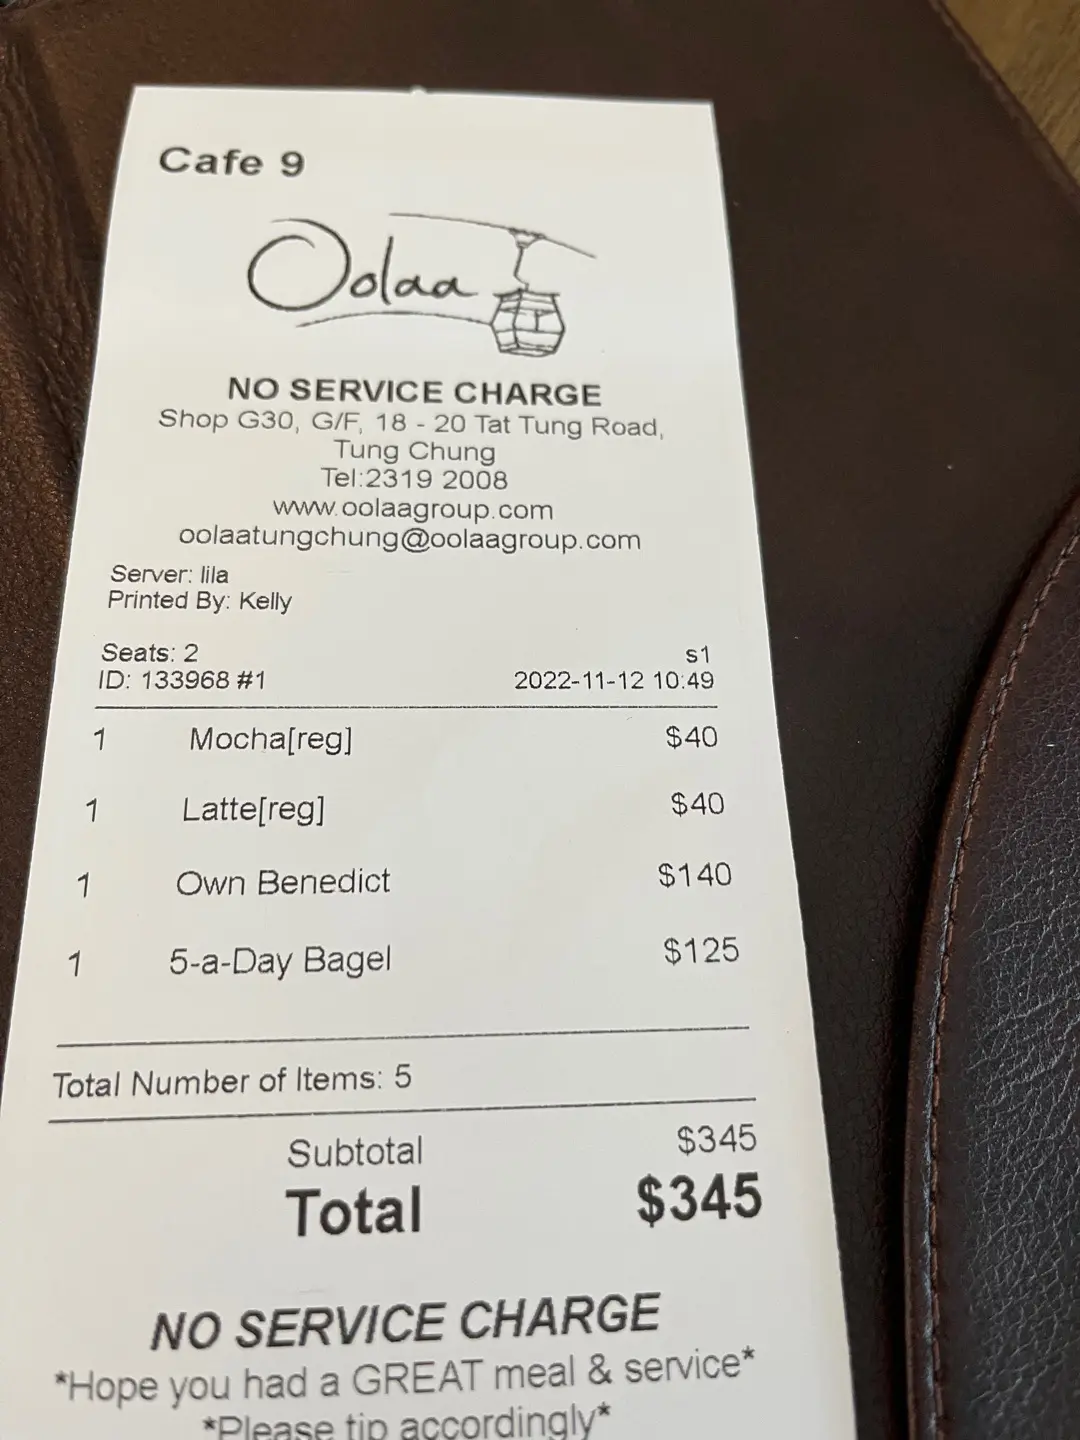 Cafe 9
Oolaa
NO SERVICE CHARGE
Shop G30, G/F, 18 - 20 Tat Tung Road,
Tung Chung
Tel:2319 2008
www.oolaagroup.com
oolaatungchung@oolaagroup.com
Server: lila
Printed By: Kelly
Seats: 2 s1
ID: 133968 #1 2022-11-12 10:49
1 Mocha[reg] $40
1 Latte[reg] $40
1 Own Benedict $140
1 5-a-Day Bagel $125
Total Number of Items: 5
Subtotal $345
Total $345
NO SERVICE CHARGE
*Hope you had a GREAT meal & service*
*Please tip accordingly*